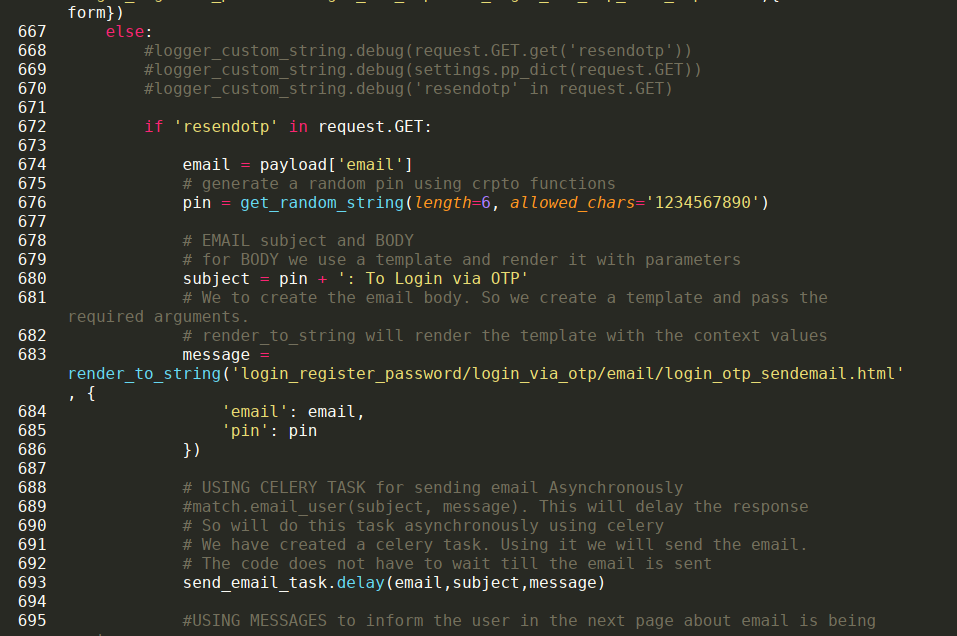 form})
667 else:
668 #logger_custom_string.debug(request.GET.get('resendotp'))
669 #logger_custom_string.debug(settings.pp_dict(request.GET))
670 #logger_custom_string.debug('resendotp' in request.GET)
671
672 if 'resendotp' in request.GET:
673
674 email = payload['email']
675 # generate a random pin using crpto functions
676 pin = get_random_string(length=6, allowed_chars='1234567890')
677
678 # EMAIL subject and BODY
679 # for BODY we use a template and render it with parameters
680 subject = pin + ': To Login via OTP'
681 # We to create the email body. So we create a template and pass the
required arguments.
682 # render_to_string will render the template with the context values
683 message =
render_to_string('login_register_password/login_via_otp/email/login_otp_sendemail.html'
, {
684 'email': email,
685 'pin': pin
686 })
687
688 # USING CELERY TASK for sending email Asynchronously
689 #match.email_user(subject, message). This will delay the response
690 # So will do this task asynchronously using celery
691 # We have created a celery task. Using it we will send the email.
692 # The code does not have to wait till the email is sent
693 send_email_task.delay(email,subject,message)
694
695 #USING MESSAGES to inform the user in the next page about email is being